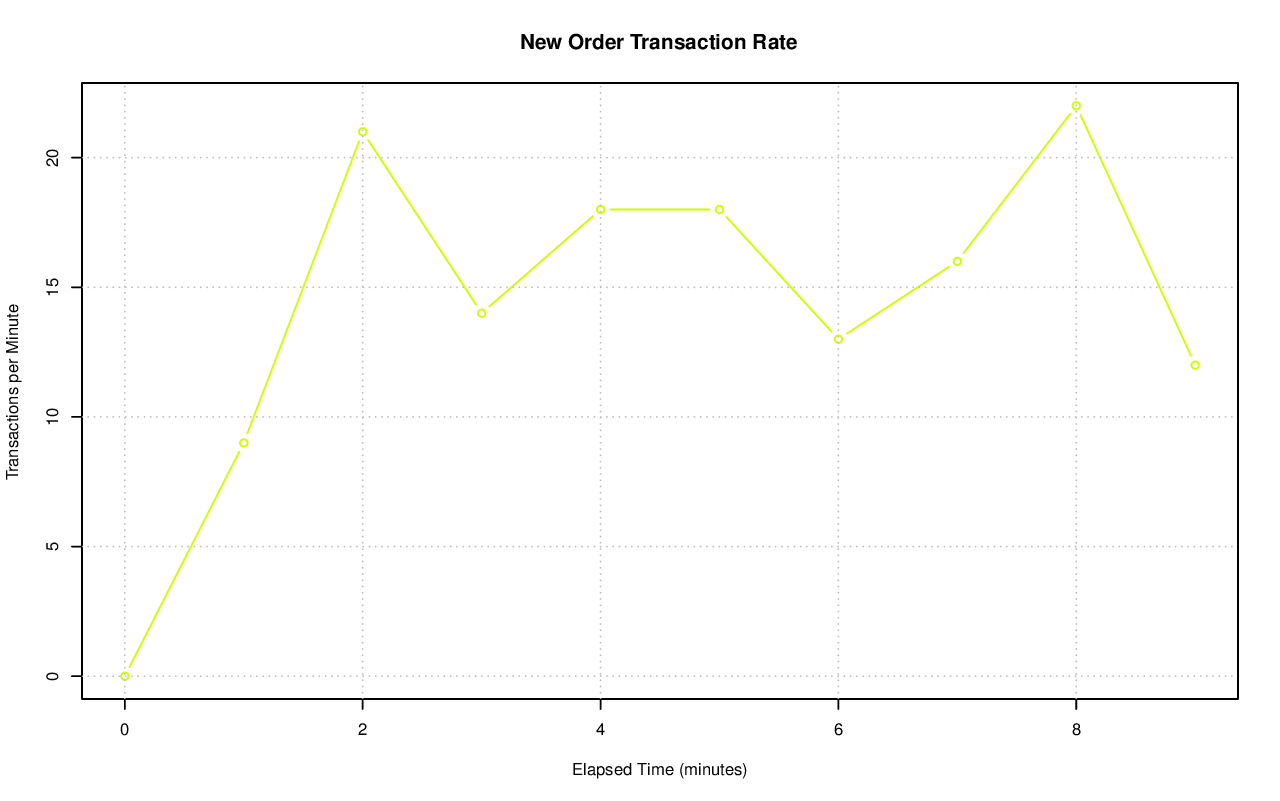 New Order Transaction Rate
Transactions per Minute
20
15
10
5
0
0 2 4 6 8
Elapsed Time (minutes)